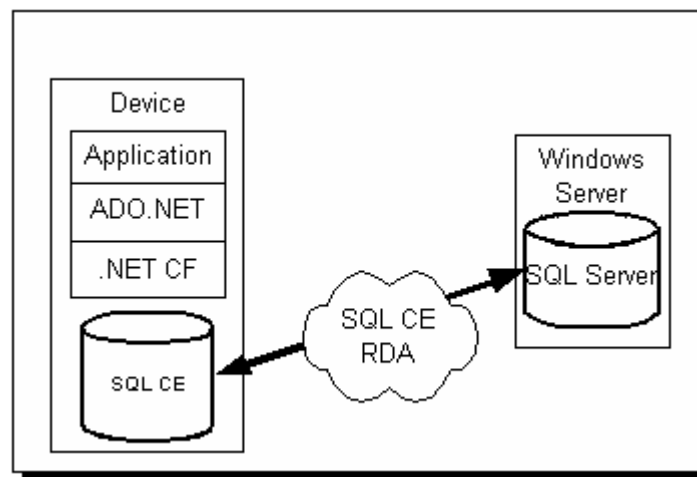 Device
Application
ADO.NET
.NET CF
SQL CE
SQL CE
RDA
Windows
Server
SQL Server